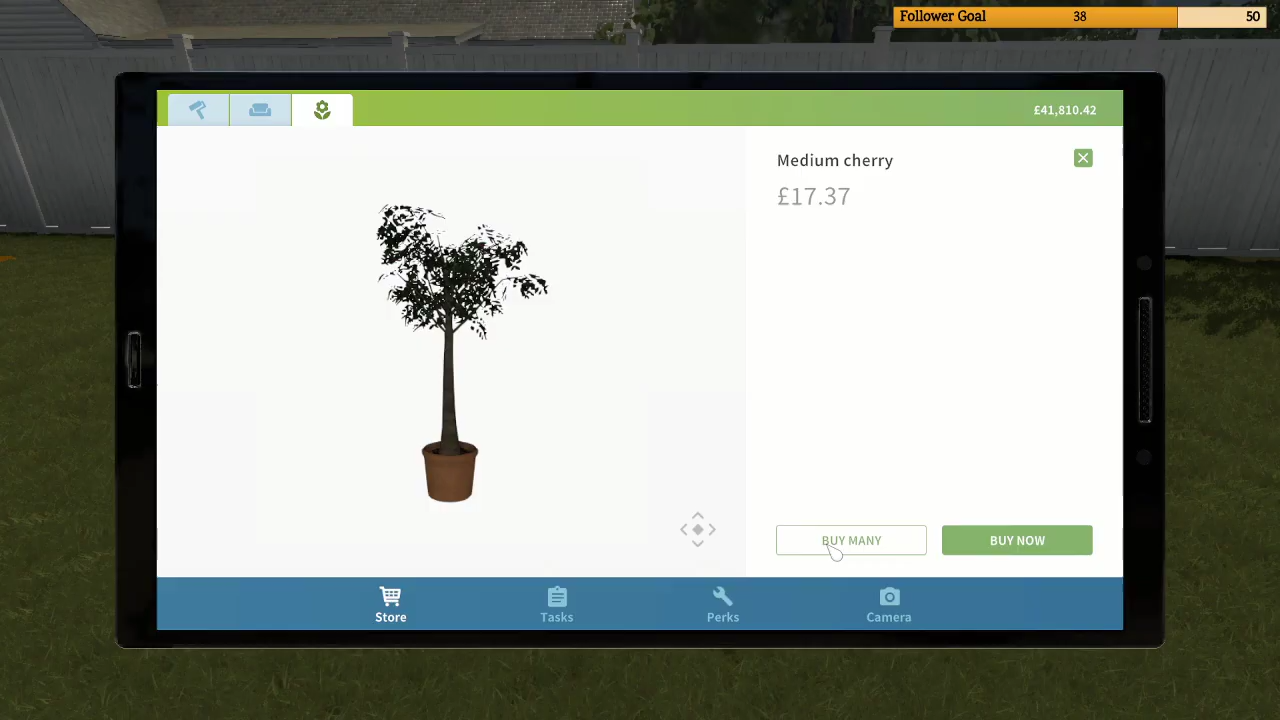 Follower Goal 38 50
£41,810.42
Medium cherry
£17.37
BUY MANY BUY NOW
Store Tasks Perks Camera